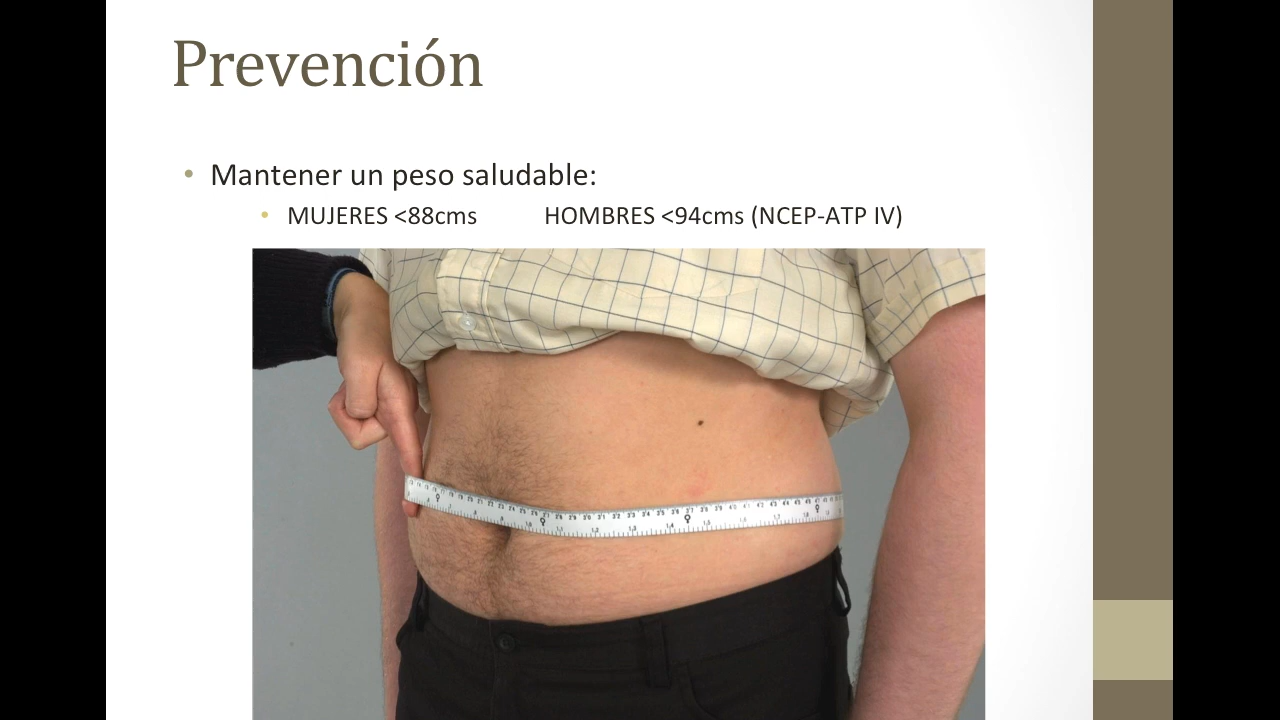 Prevención
• Mantener un peso saludable:
• MUJERES <88cms HOMBRES <94cms (NCEP-ATP IV)